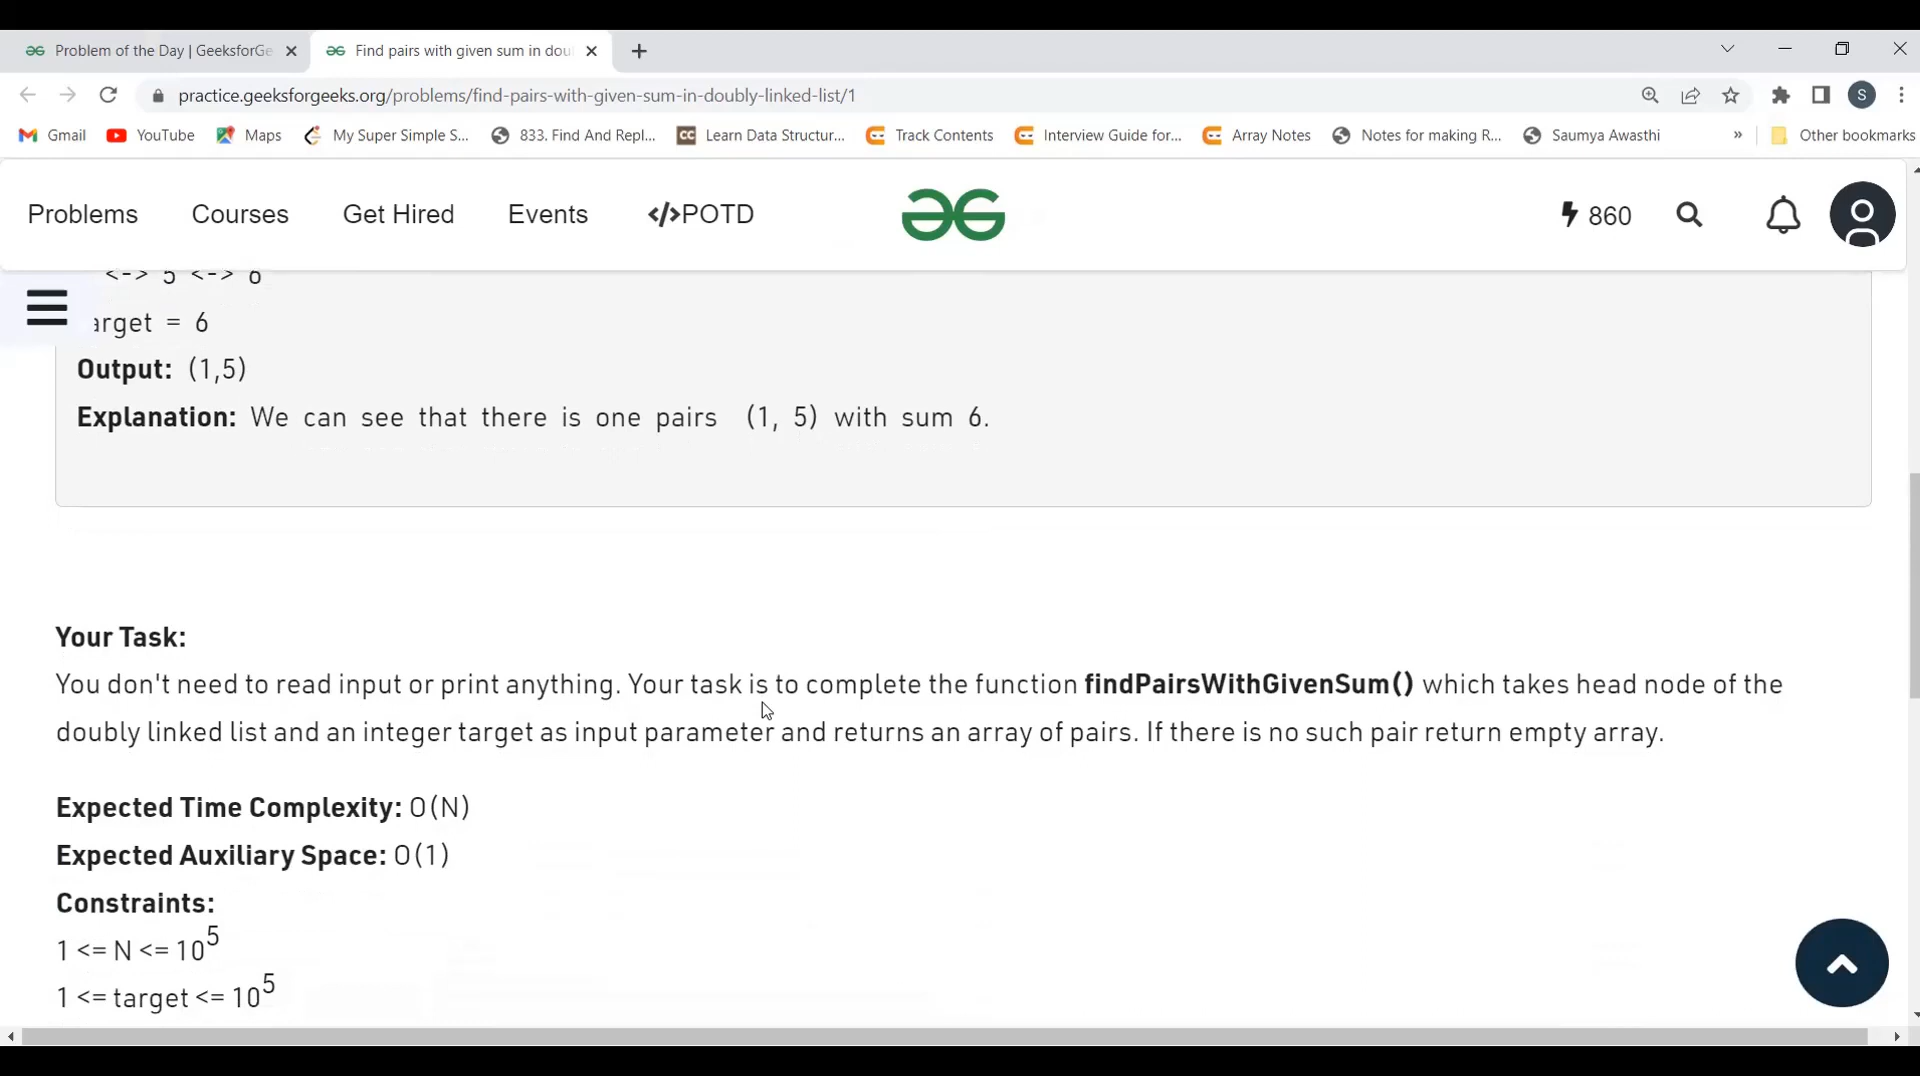 Problem of the Day | GeeksforGe
Find pairs with given sum in dou
practice.geeksforgeeks.org/problems/find-pairs-with-given-sum-in-doubly-linked-list/1
S
Gmail YouTube Maps My Super Simple S... 833. Find And Repl... Learn Data Structur... Track Contents Interview Guide for... Array Notes Notes for making R... Saumya Awasthi » Other bookmarks
Problems Courses Get Hired Events </>POTD 860
<-> 5 <-> 6
arget = 6
Output: (1,5)
Explanation: We can see that there is one pairs (1, 5) with sum 6.
Your Task:
You don't need to read input or print anything. Your task is to complete the function findPairsWithGivenSum() which takes head node of the
doubly linked list and an integer target as input parameter and returns an array of pairs. If there is no such pair return empty array.
Expected Time Complexity: O(N)
Expected Auxiliary Space: O(1)
Constraints:
1 <= N <= 10^5
1 <= target <= 10^5